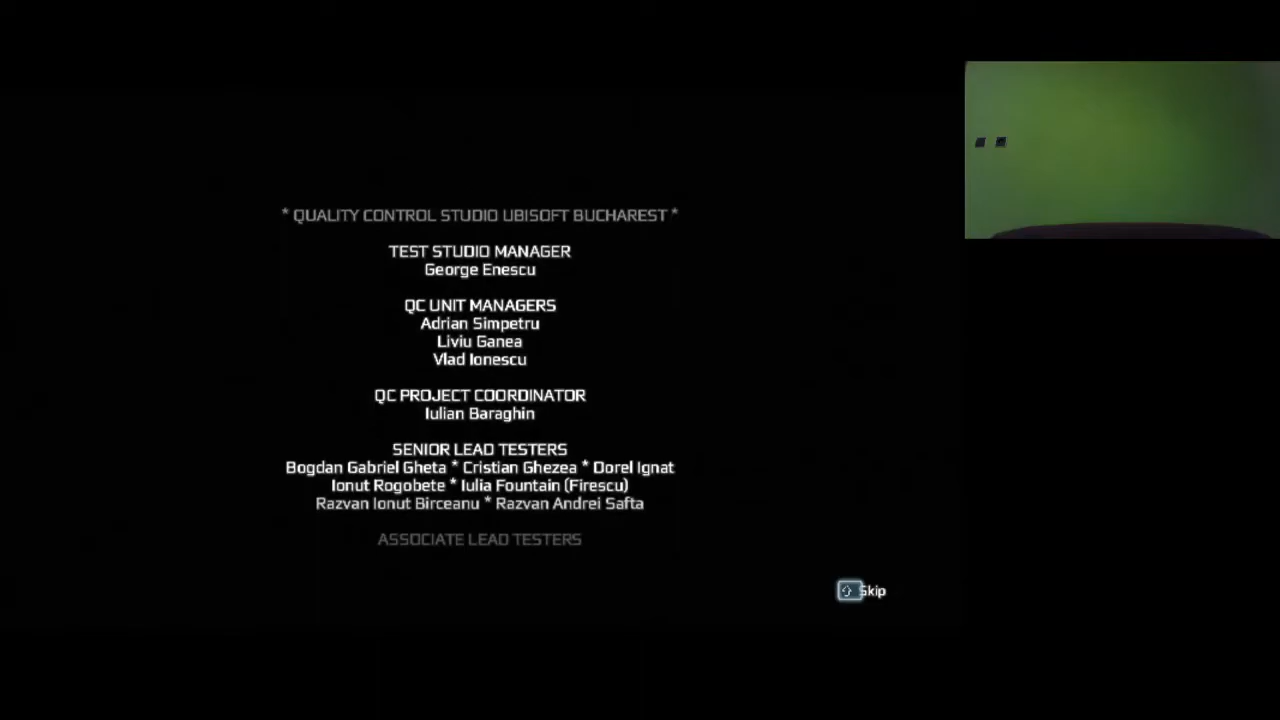 * QUALITY CONTROL STUDIO UBISOFT BUCHAREST *
TEST STUDIO MANAGER
George Enescu
QC UNIT MANAGERS
Adrian Simpetru
Liviu Ganea
Vlad Ionescu
QC PROJECT COORDINATOR
Iulian Baraghin
SENIOR LEAD TESTERS
Bogdan Gabriel Gheta * Cristian Ghezea * Dorel Ignat
Ionut Rogobete * Iulia Fountain (Firescu)
Razvan Ionut Birceanu * Razvan Andrei Safta
ASSOCIATE LEAD TESTERS
Skip